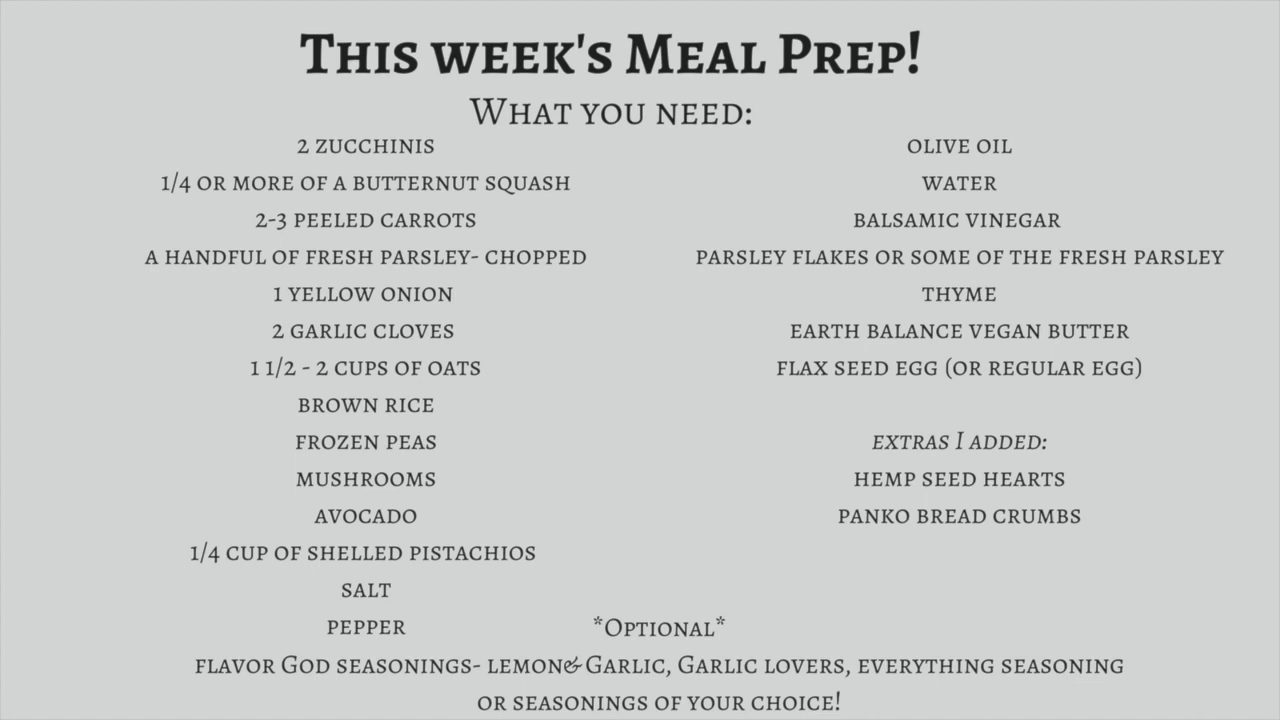 This week's Meal Prep!
What you need:
2 zucchinis
1/4 or more of a butternut squash
2-3 peeled carrots
a handful of fresh parsley- chopped
1 yellow onion
2 garlic cloves
1 1/2 - 2 cups of oats
brown rice
frozen peas
mushrooms
avocado
1/4 cup of shelled pistachios
salt
pepper
olive oil
water
balsamic vinegar
parsley flakes or some of the fresh parsley
thyme
earth balance vegan butter
flax seed egg (or regular egg)
extras I added:
hemp seed hearts
panko bread crumbs
*Optional*
flavor God seasonings- lemon& Garlic, Garlic lovers, everything seasoning
or seasonings of your choice!